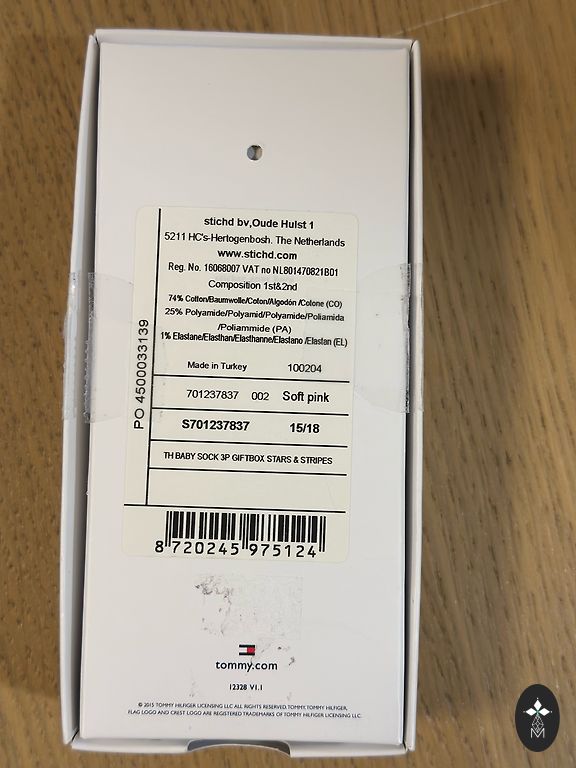 stichd bv,Oude Hulst 1
5211 HC's-Hertogenbosh. The Netherlands
www.stichd.com
Reg. No. 16068007 VAT no NL801470821B01
Composition 1st&2nd
74% Cotton/Baumwolle/Coton/Algodón /Cotone (CO)
25% Polyamide/Polyamid/Polyamide/Poliamida
/Poliammide (PA)
1% Elastane/Elasthan/Elasthanne/Elastano /Elastan (EL)
Made in Turkey 100204
PO 4500033139
701237837 002 Soft pink
S701237837 15/18
TH BABY SOCK 3P GIFTBOX STARS & STRIPES
8 720245 975124
tommy.com
12328 V1.1
© 2015 TOMMY HILFIGER LICENSING LLC ALL RIGHTS RESERVED. TOMMY, TOMMY HILFIGER,
FLAG LOGO AND CREST LOGO ARE REGISTERED TRADEMARKS OF TOMMY HILFIGER LICENSING LLC.
M